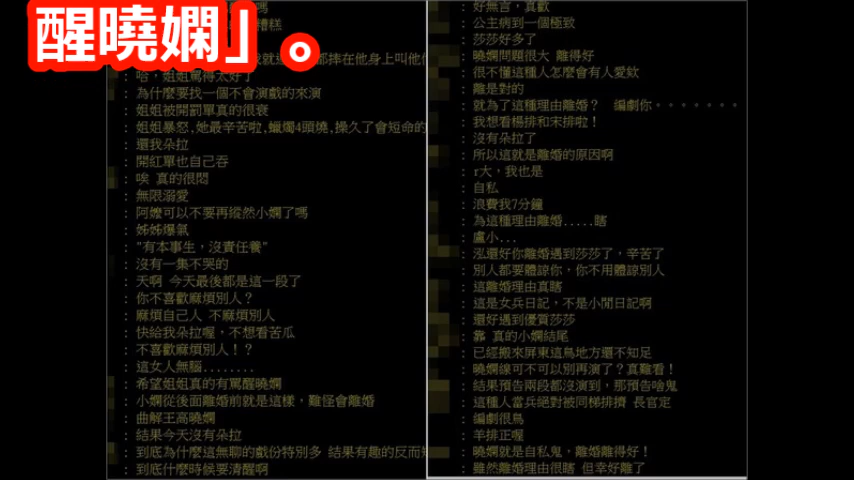 醒曉嫻」。
嗎
糟糕
哈，姐姐罵得太好了
為什麼要找一個不會演戲的來演
姐姐被開罰單真的很衰
姐姐暴怒,她最辛苦啦,蠟燭4頭燒,操久了會短命的
還我朵拉
開紅單也自己吞
唉 真的很悶
無限溺愛
阿嬤可以不要再縱然小嫻了嗎
姊姊爆氣
"有本事生，沒責任養"
沒有一集不哭的
天啊 今天最後都是這一段了
你不喜歡麻煩別人？
麻煩自己人 不麻煩別人
快給我朵拉喔，不想看苦瓜
不喜歡麻煩別人！？
這女人無腦........
希望姐姐真的有罵醒曉嫻
小嫻從後面離婚前就是這樣，難怪會離婚
曲解王高曉嫻
結果今天沒有朵拉
到底為什麼這無聊的戲份特別多 結果有趣的反而
到底什麼時候要清醒啊
好無言，真歡
公主病到一個極致
莎莎好多了
曉嫻問題很大 離得好
很不懂這種人怎麼會有人愛欸
離是對的
就為了這種理由離婚？ 編劇你．．．．．．．．
我想看楊排和宋排啦！
沒有朵拉了
所以這就是離婚的原因啊
r大，我也是
自私
浪費我7分鐘
為這種理由離婚.....瞎
盧小...
泓還好你離婚遇到莎莎了，辛苦了
別人都要體諒你，你不用體諒別人
這離婚理由真瞎
這是女兵日記，不是小閒日記啊
還好遇到優質莎莎
靠 真的小嫻結尾
已經搬來屏東這鳥地方還不知足
曉嫻線可不可以別再演了？真難看！
結果預告兩段都沒演到，那預告啥鬼
這種人當兵絕對被同梯排擠 長官定
編劇很鳥
羊排正喔
曉嫻就是自私鬼，離婚離得好！
雖然離婚理由很瞎 但幸好離了